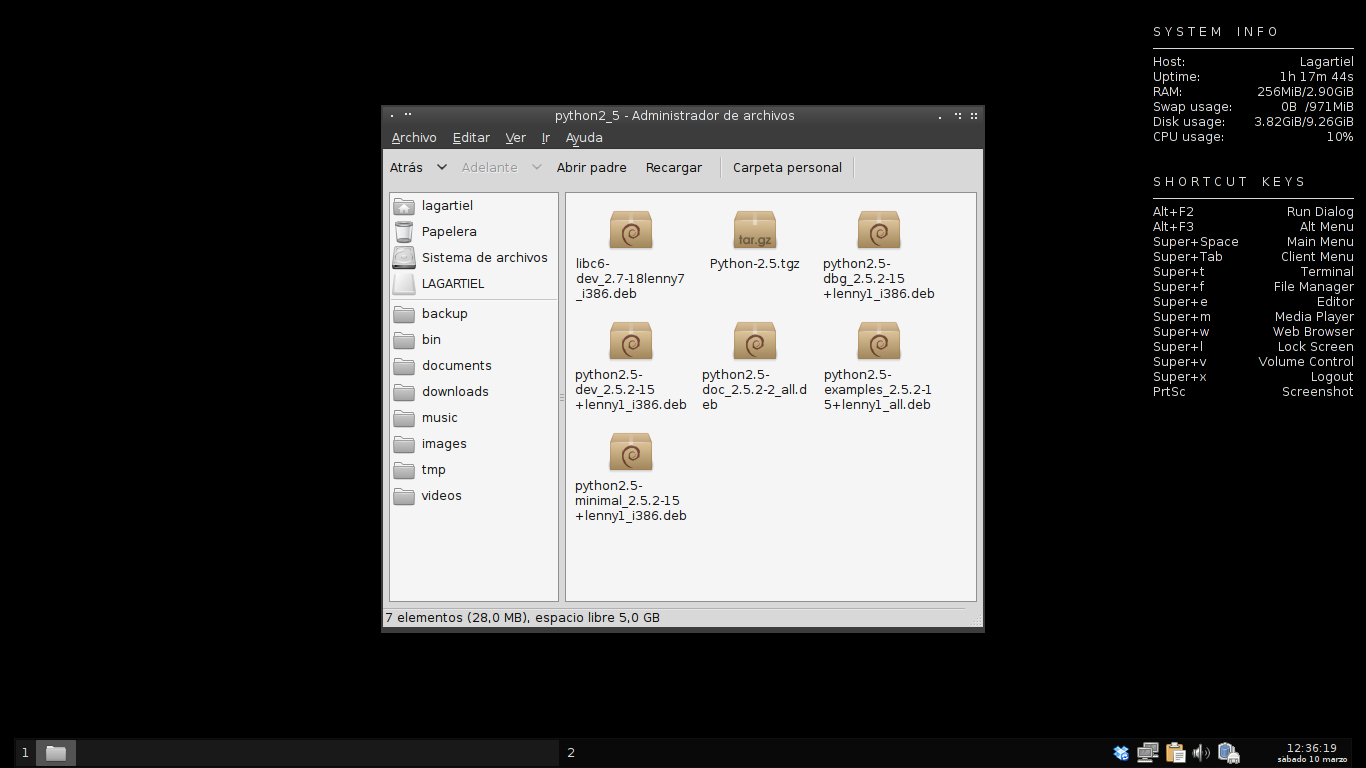 python2_5 - Administrador de archivos
Archivo Editar Ver Ir Ayuda
Atrás Adelante Abrir padre Recargar Carpeta personal
lagartiel
Papelera
Sistema de archivos
LAGARTIEL
backup
bin
documents
downloads
music
images
tmp
videos
libc6-
dev_2.7-18lenny7
_i386.deb
tar.gz
Python-2.5.tgz
python2.5-
dbg_2.5.2-15
+lenny1_i386.deb
python2.5-
dev_2.5.2-15
+lenny1_i386.deb
python2.5-
doc_2.5.2-2_all.d
eb
python2.5-
examples_2.5.2-1
5+lenny1_all.deb
python2.5-
minimal_2.5.2-15
+lenny1_i386.deb
7 elementos (28,0 MB), espacio libre 5,0 GB
SYSTEM INFO
Host: Lagartiel
Uptime: 1h 17m 44s
RAM: 256MiB/2.90GiB
Swap usage: 0B /971MiB
Disk usage: 3.82GiB/9.26GiB
CPU usage: 10%
SHORTCUT KEYS
Alt+F2 Run Dialog
Alt+F3 Alt Menu
Super+Space Main Menu
Super+Tab Client Menu
Super+t Terminal
Super+f File Manager
Super+e Editor
Super+m Media Player
Super+w Web Browser
Super+l Lock Screen
Super+v Volume Control
Super+x Logout
PrtSc Screenshot
1
2
12:36:19
sábado 10 marzo